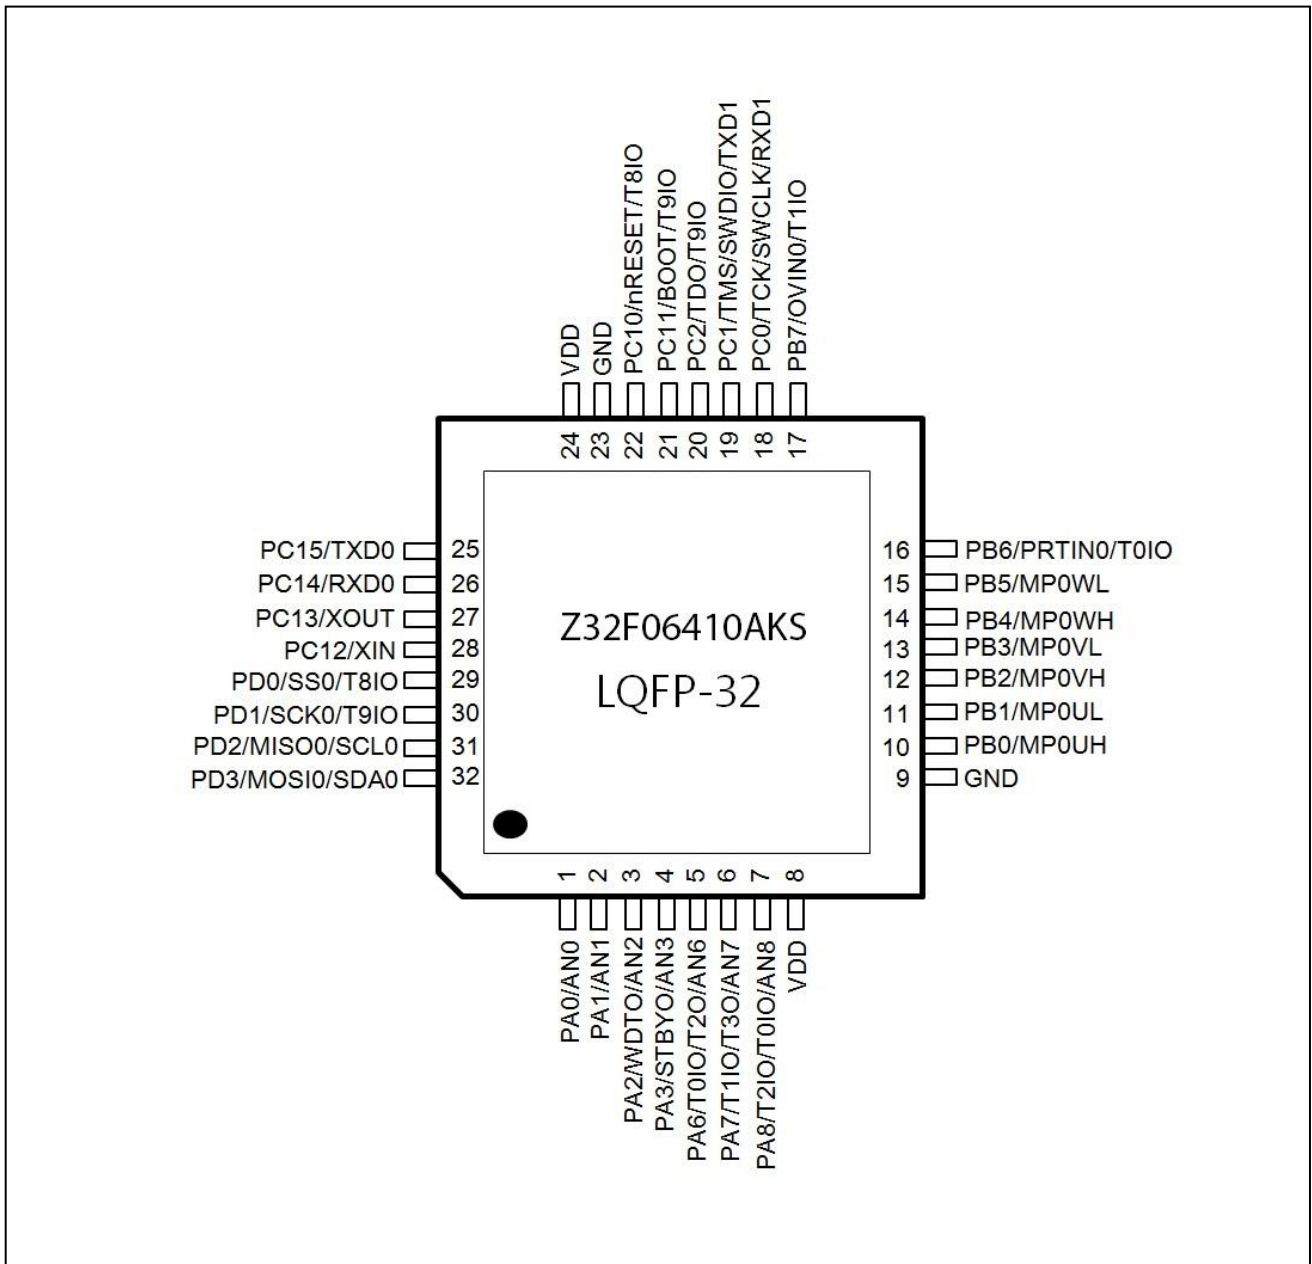 VDD
GND
PC10/nRESET/T8IO
PC11/BOOT/T9IO
PC2/TDO/T9IO
PC1/TMS/SWDIO/TXD1
PC0/TCK/SWCLK/RXD1
PB7/OVIN0/T1IO
24
23
22
21
20
19
18
17
PC15/TXD0
25
PC14/RXD0
26
PC13/XOUT
27
PC12/XIN
28
PD0/SS0/T8IO
29
PD1/SCK0/T9IO
30
PD2/MISO0/SCL0
31
PD3/MOSI0/SDA0
32
Z32F06410AKS
LQFP-32
16
PB6/PRTIN0/T0IO
15
PB5/MP0WL
14
PB4/MP0WH
13
PB3/MP0VL
12
PB2/MP0VH
11
PB1/MP0UL
10
PB0/MP0UH
9
GND
1
2
3
4
5
6
7
8
PA0/AN0
PA1/AN1
PA2/WDTO/AN2
PA3/STBYO/AN3
PA6/T0IO/T2O/AN6
PA7/T1IO/T3O/AN7
PA8/T2IO/T0IO/AN8
VDD